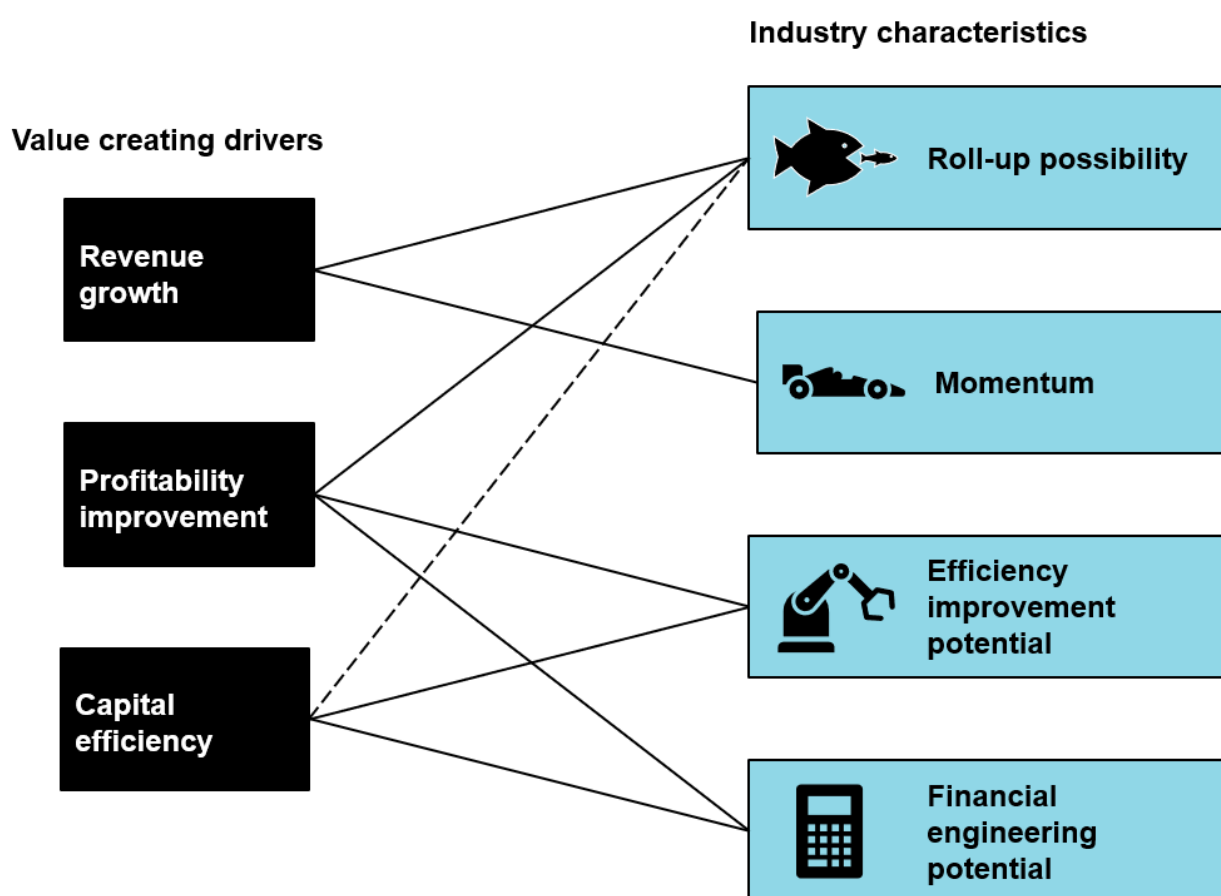 Industry characteristics
Value creating drivers
Roll-up possibility
Revenue
growth
Momentum
Profitability
improvement
Efficiency
improvement
potential
Capital
efficiency
Financial
engineering
potential